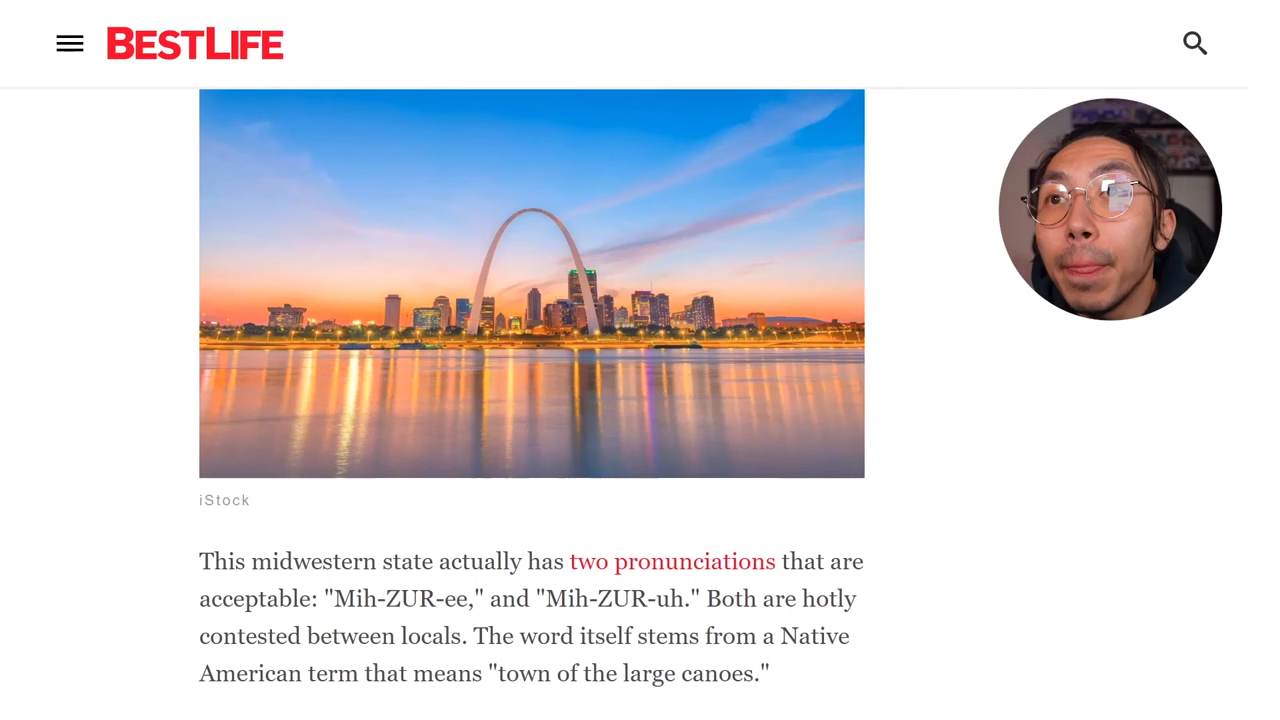 BESTLIFE
iStock
This midwestern state actually has two pronunciations that are
acceptable: "Mih-ZUR-ee," and "Mih-ZUR-uh." Both are hotly
contested between locals. The word itself stems from a Native
American term that means "town of the large canoes."